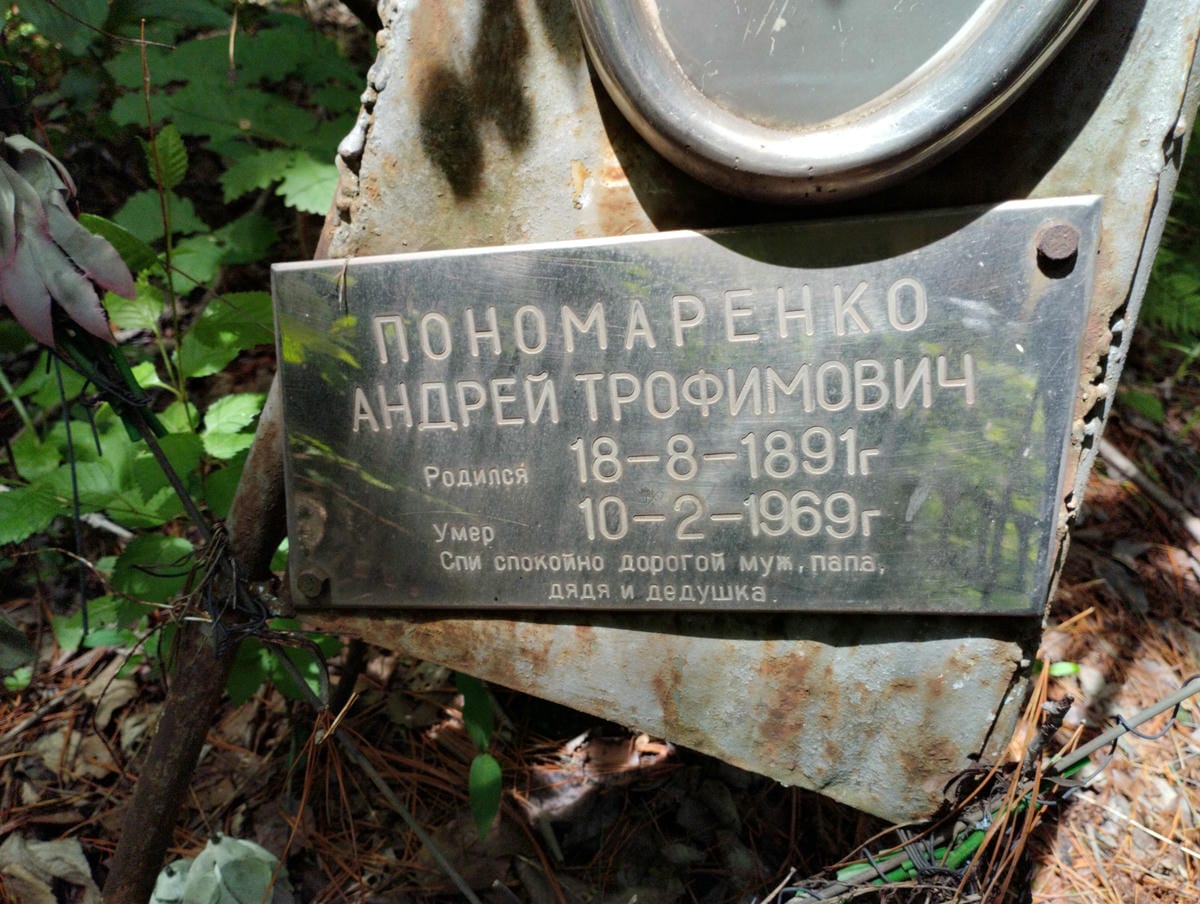 ПОНОМАРЕНКО
АНДРЕЙ ТРОФИМОВИЧ
Родился 18-8-1891г
Умер 10-2-1969г
Спи спокойно дорогой муж, папа,
дядя и дедушка.